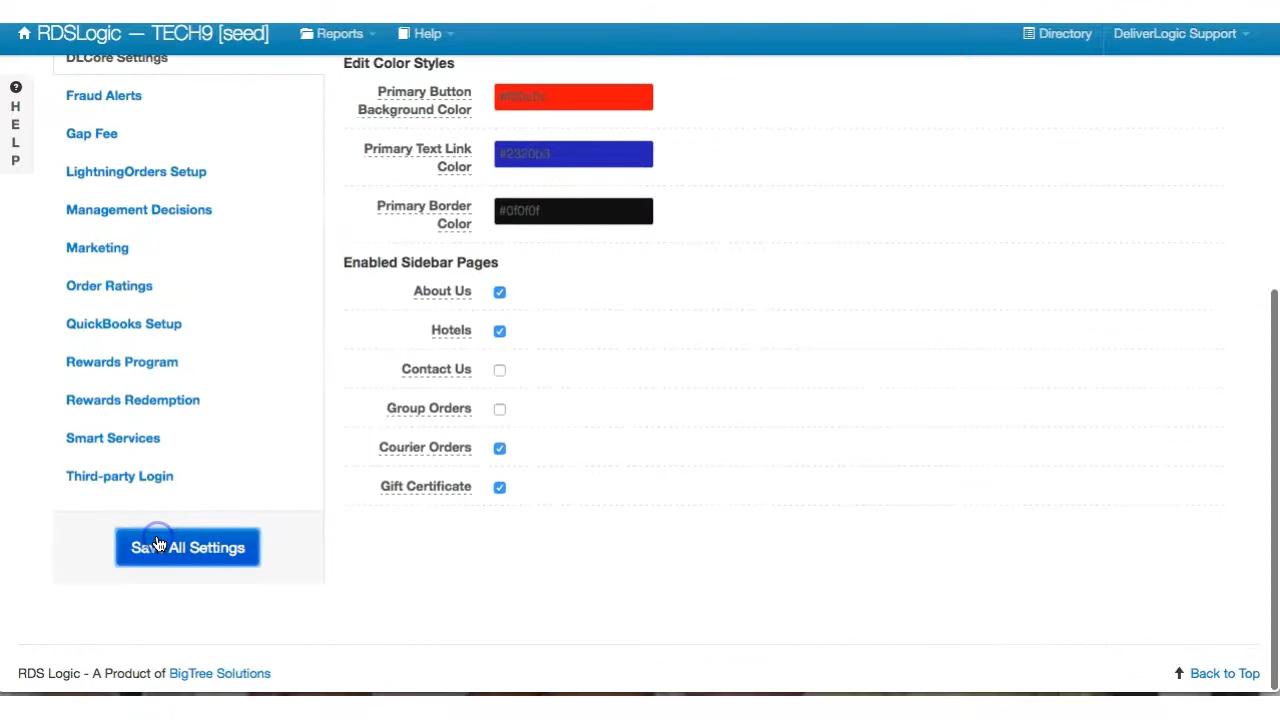 RDSLogic — TECH9 [seed]
Reports
Help
Directory
DeliverLogic Support
H
E
L
P
DLCore Settings
Fraud Alerts
Gap Fee
LightningOrders Setup
Management Decisions
Marketing
Order Ratings
QuickBooks Setup
Rewards Program
Rewards Redemption
Smart Services
Third-party Login
Save All Settings
Edit Color Styles
Primary Button
Background Color
Primary Text Link
Color
#2320b3
Primary Border
Color
#0f0f0f
Enabled Sidebar Pages
About Us
Hotels
Contact Us
Group Orders
Courier Orders
Gift Certificate
RDS Logic - A Product of BigTree Solutions
Back to Top